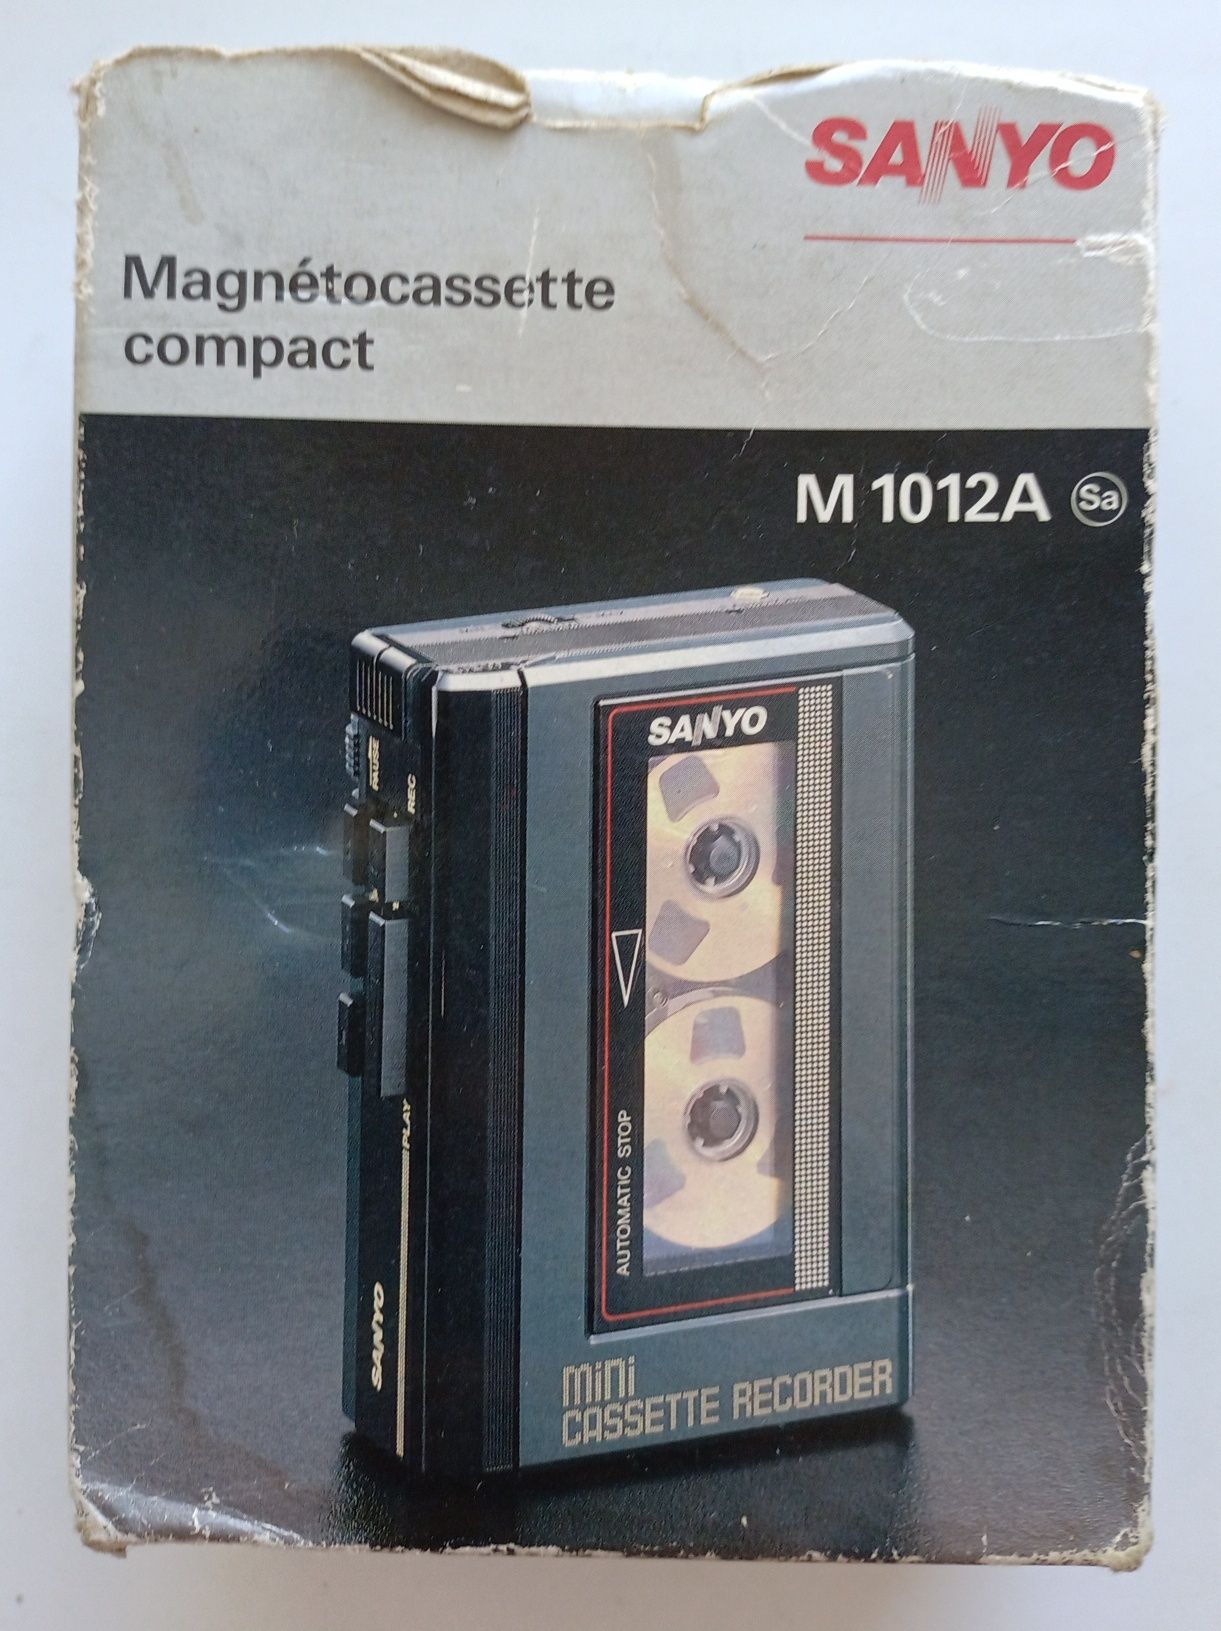 SANYO
Magnétocassette
compact
M 1012A Sa
SANYO
PAUSE
REC
AUTOMATIC STOP
PLAY
SANYO
mini
CASSETTE RECORDER